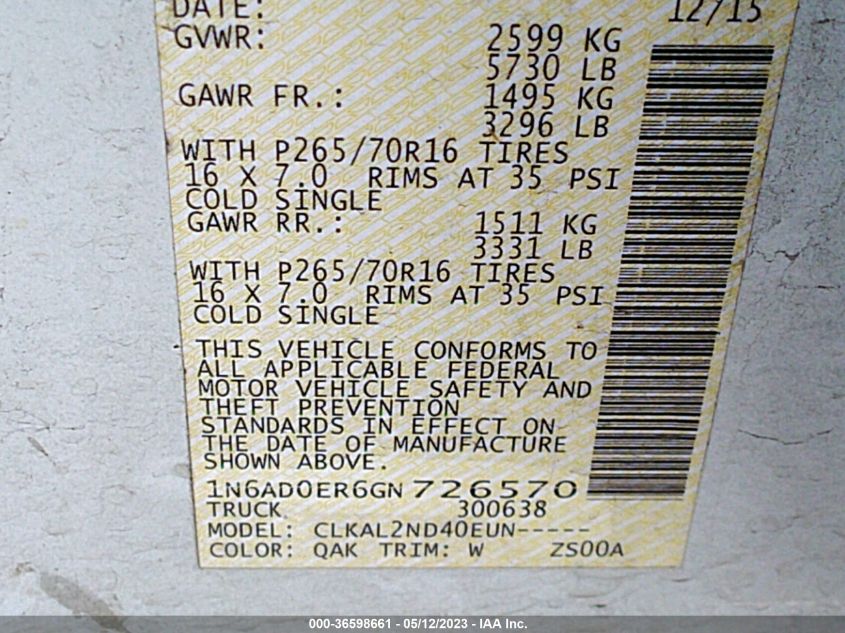 DATE: 12/15
GVWR: 2599 KG
5730 LB
GAWR FR.: 1495 KG
3296 LB
WITH P265/70R16 TIRES
16 X 7.0 RIMS AT 35 PSI
COLD SINGLE
GAWR RR.: 1511 KG
3331 LB
WITH P265/70R16 TIRES
16 X 7.0 RIMS AT 35 PSI
COLD SINGLE
THIS VEHICLE CONFORMS TO
ALL APPLICABLE FEDERAL
MOTOR VEHICLE SAFETY AND
THEFT PREVENTION
STANDARDS IN EFFECT ON
THE DATE OF MANUFACTURE
SHOWN ABOVE.
1N6AD0ER6GN726570
TRUCK 300638
MODEL: CLKAL2ND40EUN-----
COLOR: QAK TRIM: W ZS00A
000-36598661 - 05/12/2023 - IAA Inc.